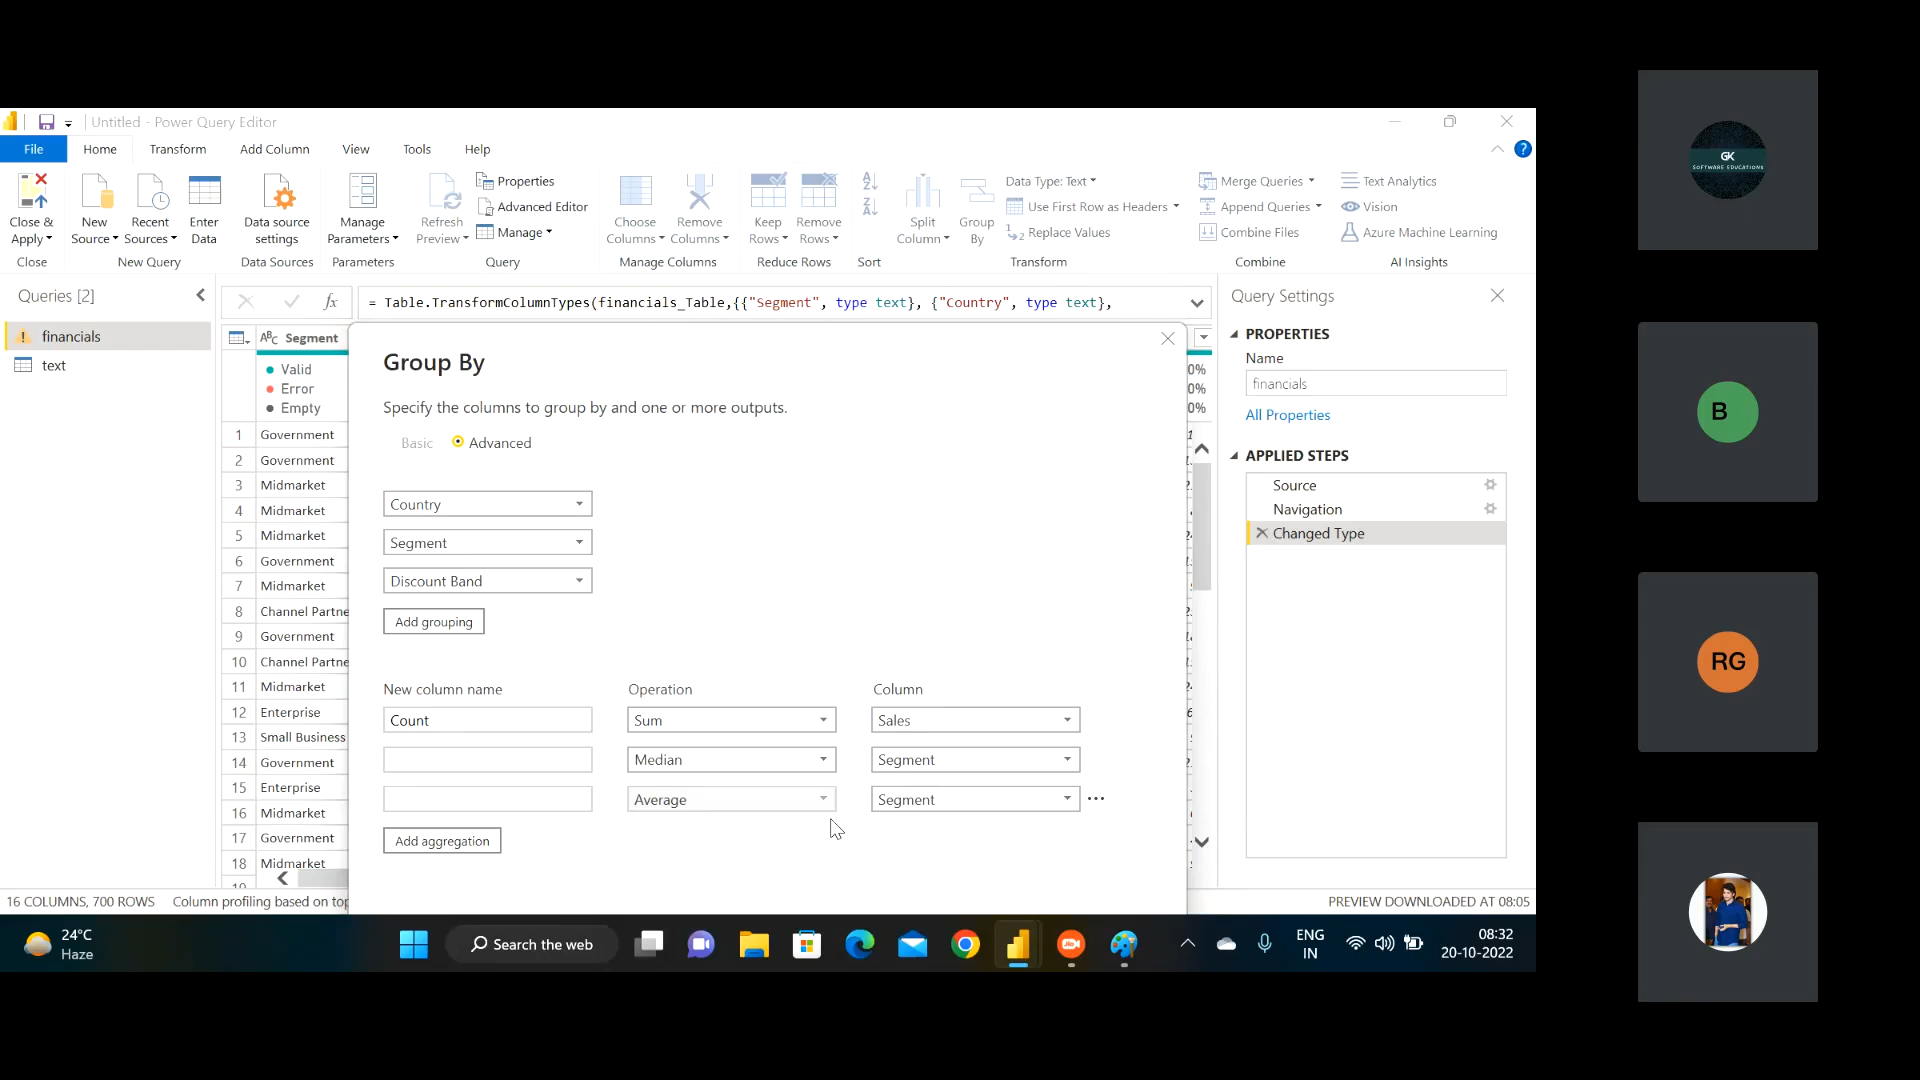 Untitled - Power Query Editor
File Home Transform Add Column View Tools Help
Close & Apply
New Source
Recent Sources
Enter Data
Data source settings
Manage Parameters
Refresh Preview
Properties
Advanced Editor
Manage
Choose Columns
Remove Columns
Keep Rows
Remove Rows
Split Column
Group By
Data Type: Text
Use First Row as Headers
Replace Values
Merge Queries
Append Queries
Combine Files
Text Analytics
Vision
Azure Machine Learning
Close New Query Data Sources Parameters Query Manage Columns Reduce Rows Sort Transform Combine AI Insights
Queries [2]
financials
text
fx = Table.TransformColumnTypes(financials_Table,{{"Segment", type text}, {"Country", type text},
ABC Segment
Valid
Error
Empty
0%
0%
0%
1 Government
2 Government
3 Midmarket
4 Midmarket
5 Midmarket
6 Government
7 Midmarket
8 Channel Partne
9 Government
10 Channel Partne
11 Midmarket
12 Enterprise
13 Small Business
14 Government
15 Enterprise
16 Midmarket
17 Government
18 Midmarket
Group By
Specify the columns to group by and one or more outputs.
Basic Advanced
Country
Segment
Discount Band
Add grouping
New column name Operation Column
Count Sum Sales
Median Segment
Average Segment
Add aggregation
Query Settings
PROPERTIES
Name
financials
All Properties
APPLIED STEPS
Source
Navigation
Changed Type
16 COLUMNS, 700 ROWS Column profiling based on top
PREVIEW DOWNLOADED AT 08:05
24°C
Haze
Search the web
Jio
ENG
IN
08:32
20-10-2022
GK
SOFTWARE EDUCATIONS
B
RG